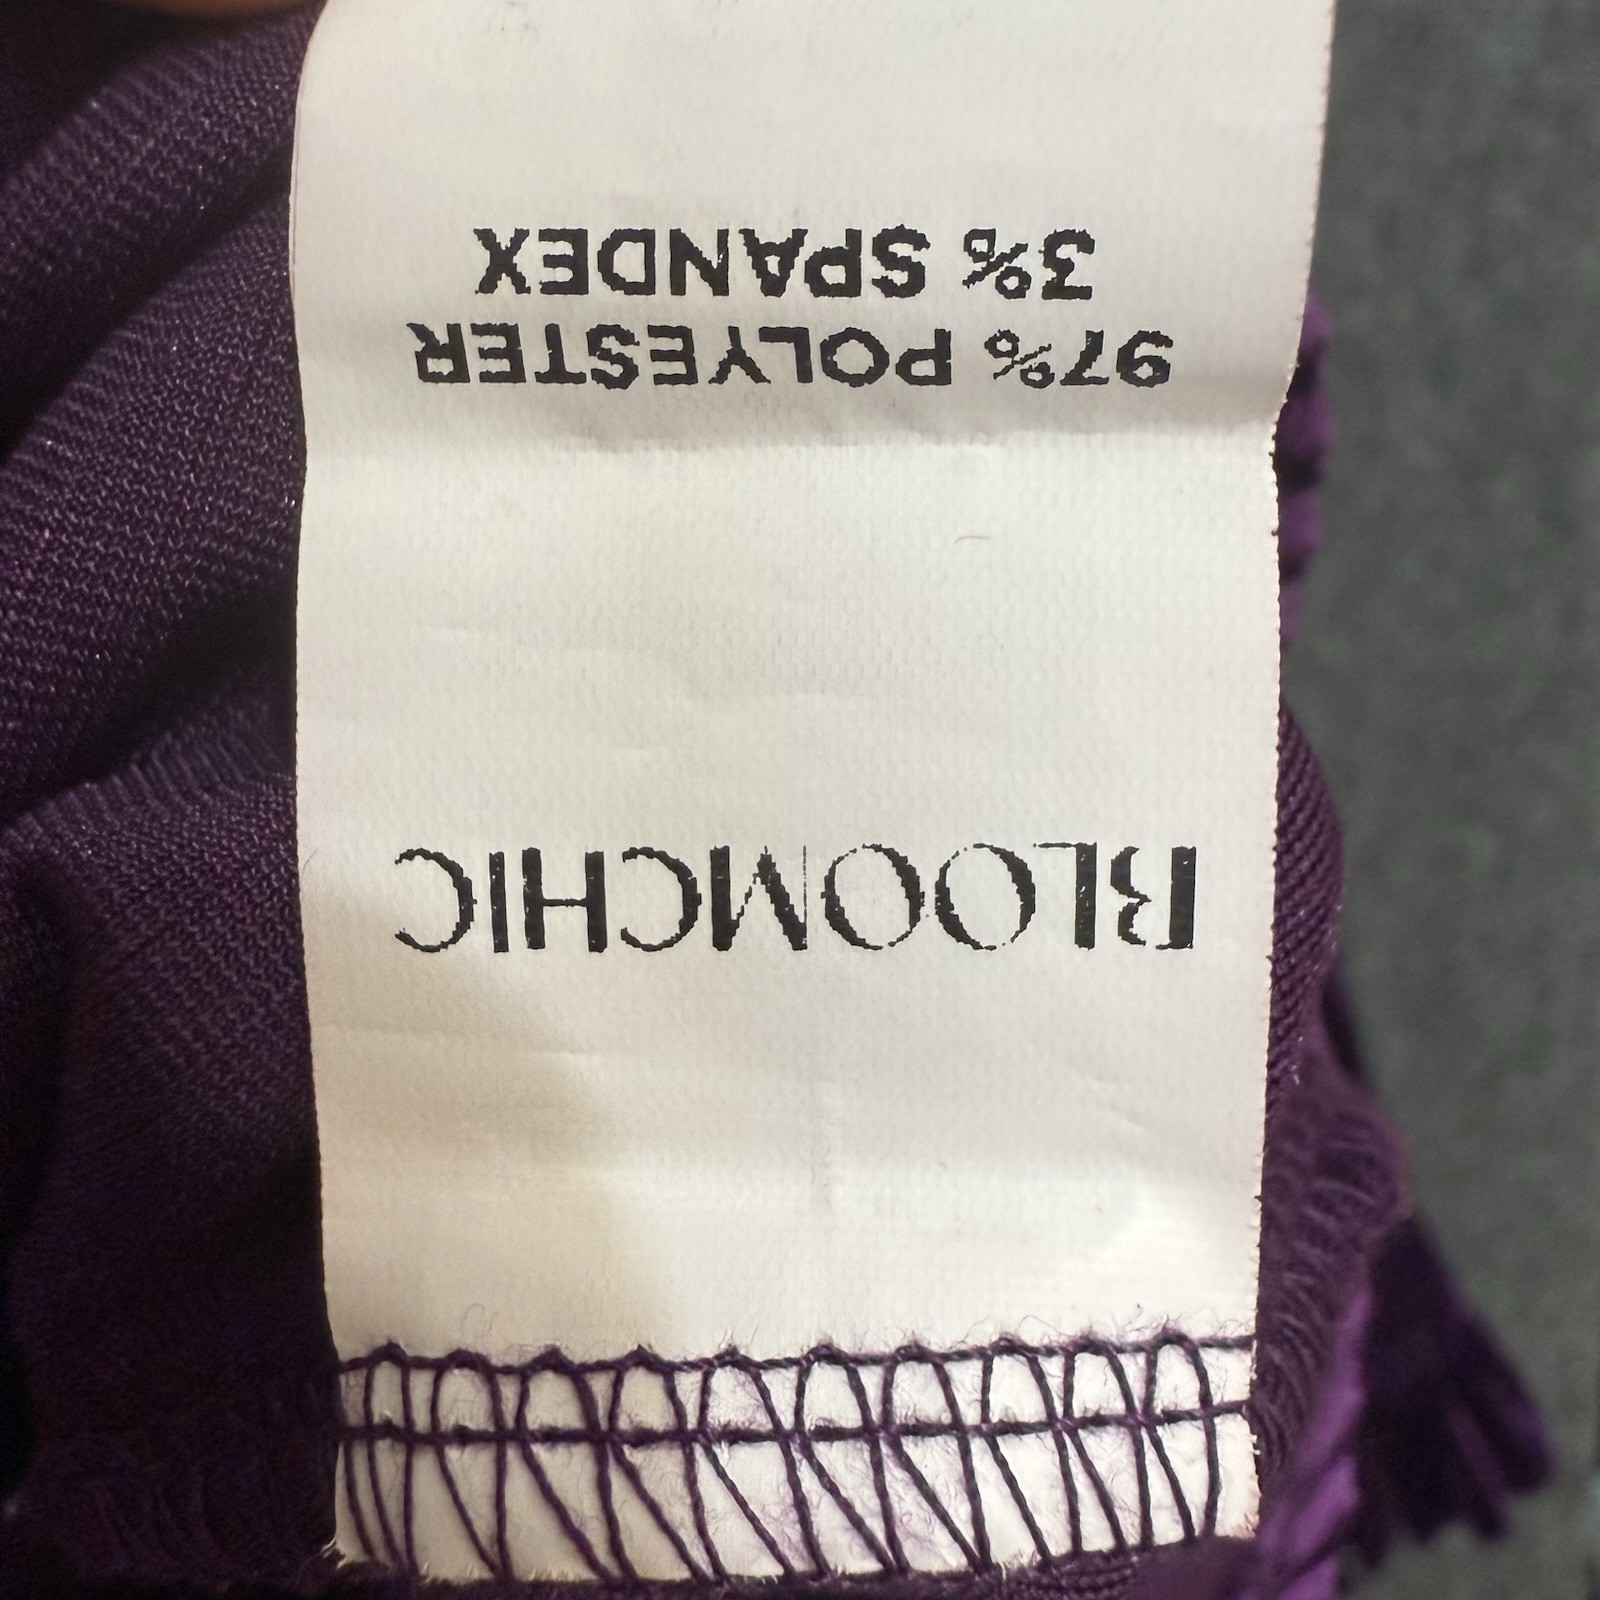 BLOOMCHIC
97% POLYESTER
3% SPANDEX